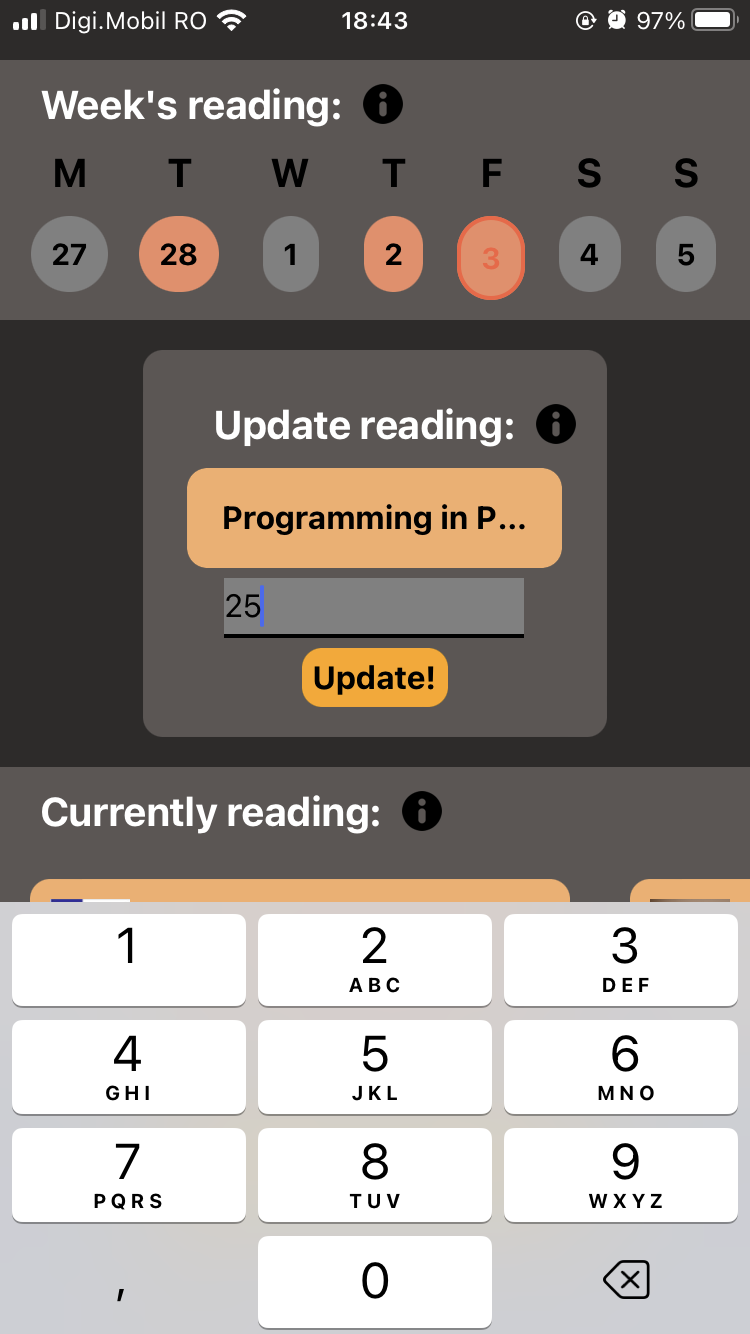 Digi.Mobil RO 18:43 97%
Week's reading:
M T W T F S S
27 28 1 2 3 4 5
Update reading:
Programming in P...
25
Update!
Currently reading:
1 2 3
ABC DEF
4 5 6
GHI JKL MNO
7 8 9
PQRS TUV WXYZ
, 0